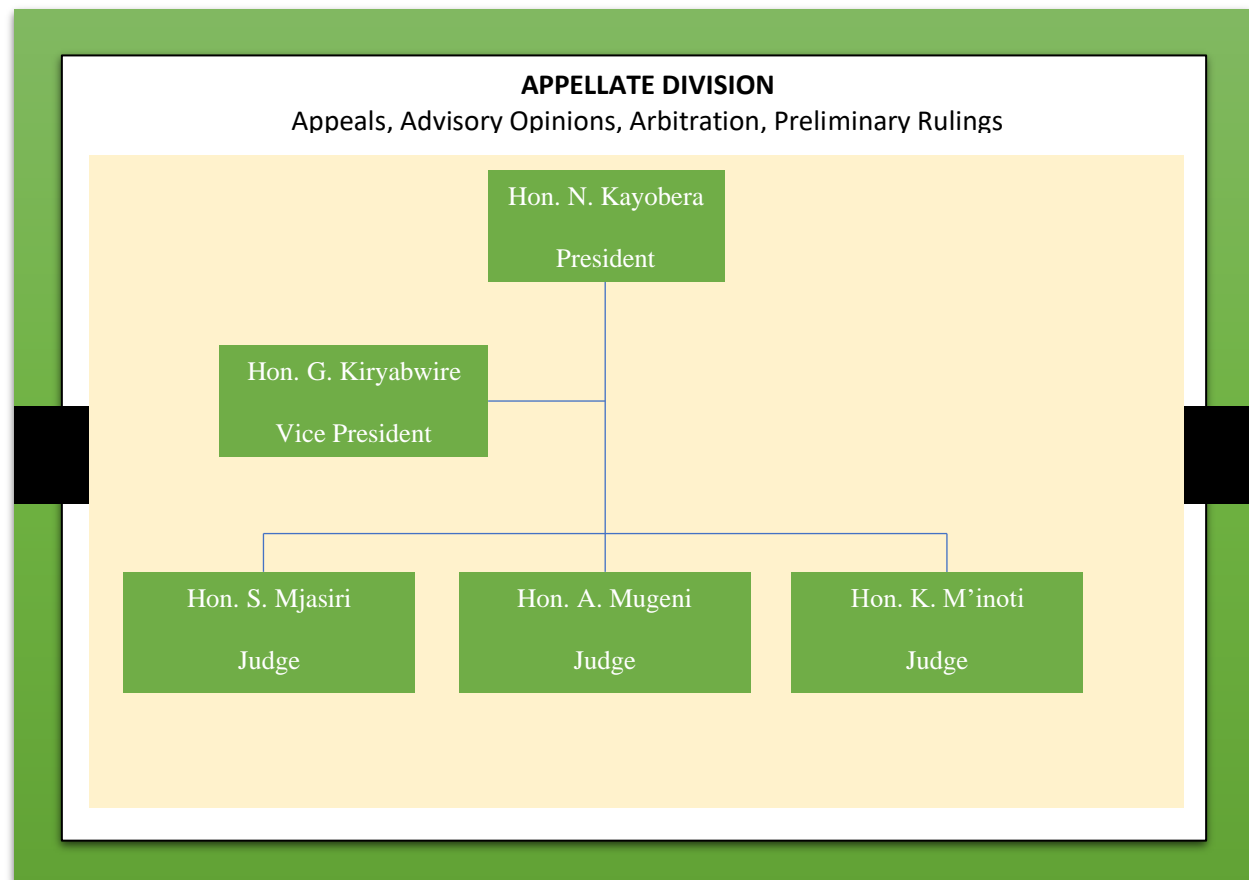 APPELLATE DIVISION
Appeals, Advisory Opinions, Arbitration, Preliminary Rulings
Hon. N. Kayobera
President
Hon. G. Kiryabwire
Vice President
Hon. S. Mjasiri
Judge
Hon. A. Mugeni
Judge
Hon. K. M’inoti
Judge